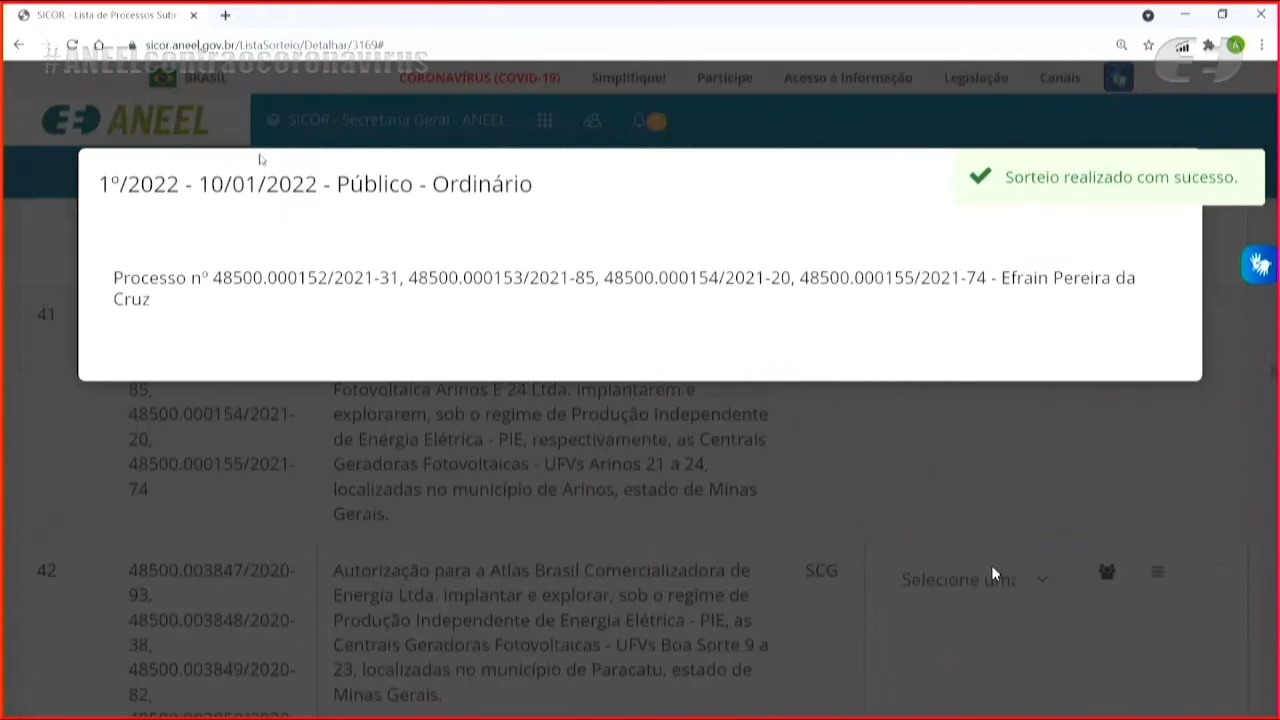 SICOR - Lista de Processos Sub
sicor.aneel.gov.br/ListaSorteio/Detalhar/3169#
#ANEELcontraocoronavirus
BRASIL
CORONAVÍRUS (COVID-19)
Simplifique!
Participe
Acesso à informação
Legislação
Canais
ANEEL
SICOR - Secretaria Geral - ANEEL
1º/2022 - 10/01/2022 - Público - Ordinário
Sorteio realizado com sucesso.
Processo nº 48500.000152/2021-31, 48500.000153/2021-85, 48500.000154/2021-20, 48500.000155/2021-74 - Efrain Pereira da
Cruz
41
85,
48500.000154/2021-
20,
48500.000155/2021-
74
Fotovoltaica Arinos E 24 Ltda. implantarem e
explorarem, sob o regime de Produção Independente
de Energia Elétrica - PIE, respectivamente, as Centrais
Geradoras Fotovoltaicas - UFVs Arinos 21 a 24,
localizadas no município de Arinos, estado de Minas
Gerais.
42
48500.003847/2020-
93,
48500.003848/2020-
38,
48500.003849/2020-
82,
Autorização para a Atlas Brasil Comercializadora de
Energia Ltda. implantar e explorar, sob o regime de
Produção Independente de Energia Elétrica - PIE, as
Centrais Geradoras Fotovoltaicas - UFVs Boa Sorte 9 a
23, localizadas no município de Paracatu, estado de
Minas Gerais.
SCG
Selecione uma